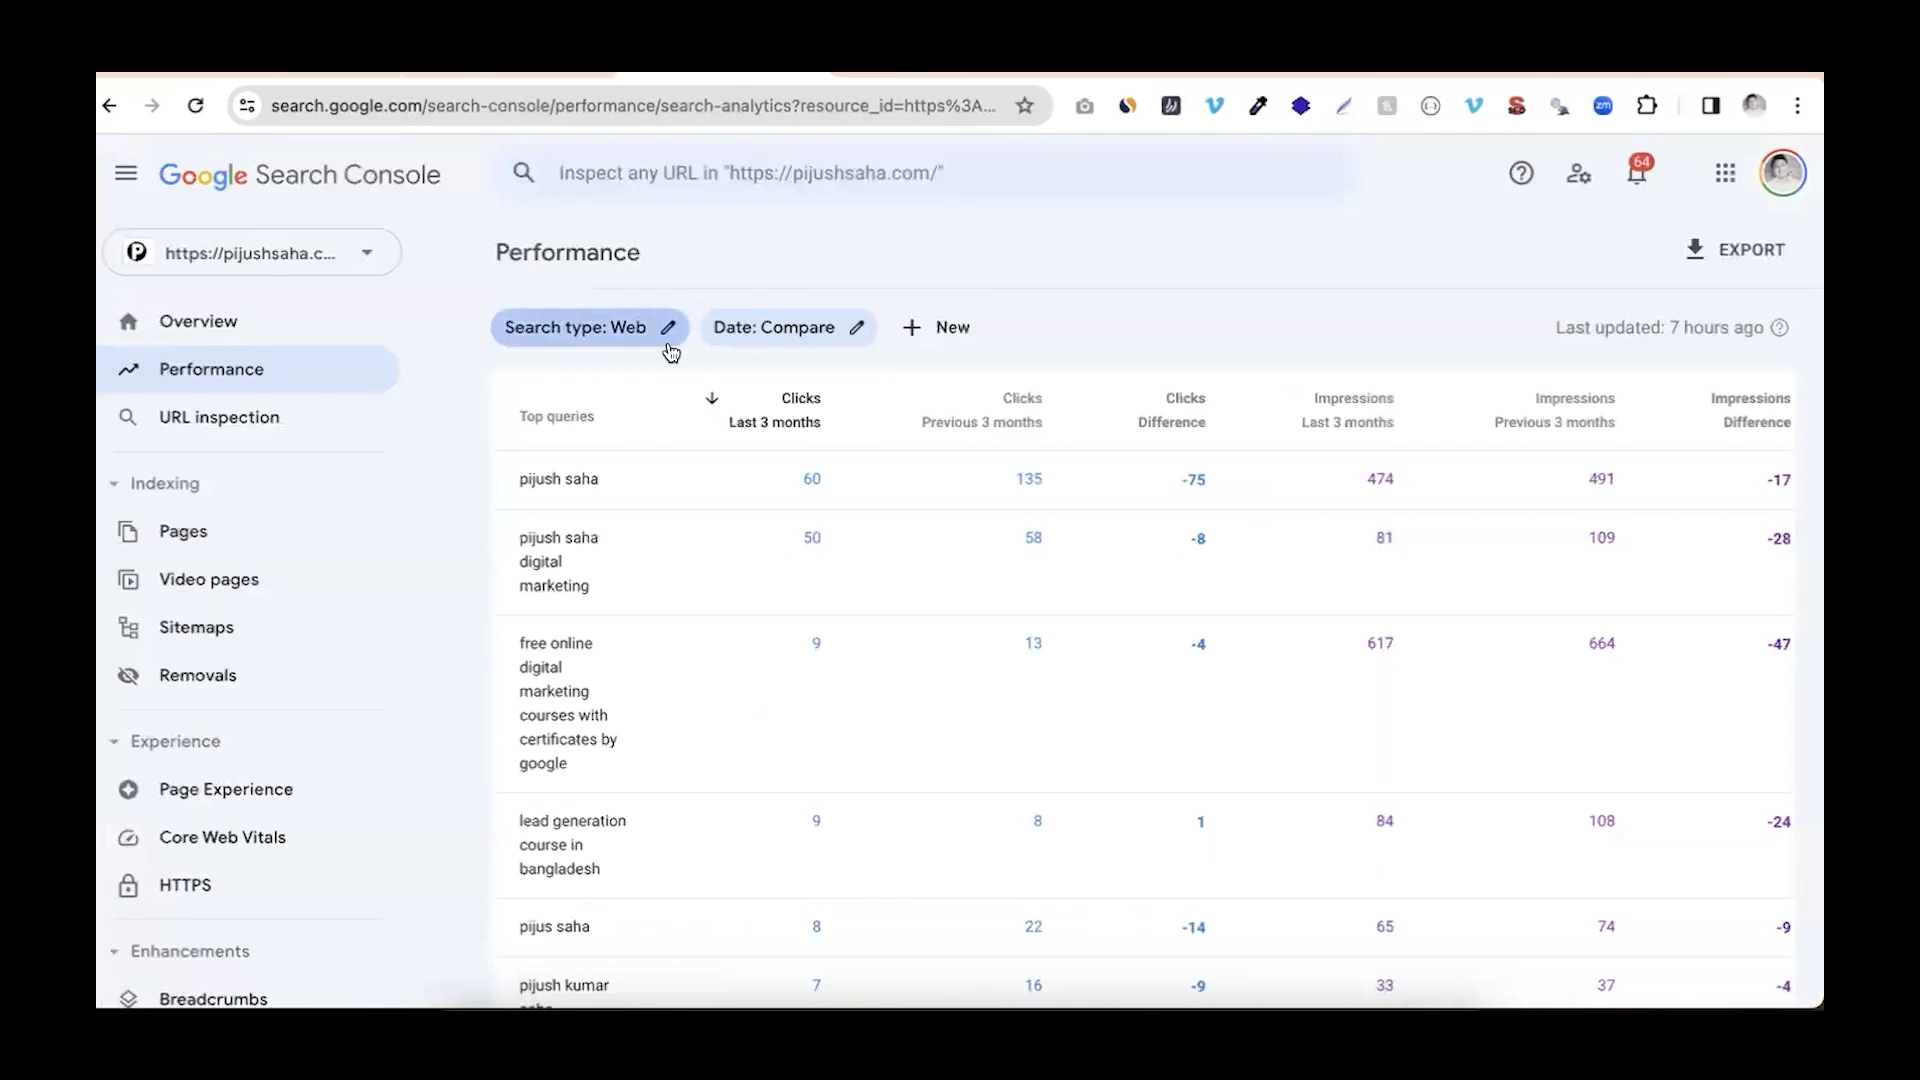 search.google.com/search-console/performance/search-analytics?resource_id=https%3A...
zm
Google Search Console
Inspect any URL in "https://pijushsaha.com/"
64
https://pijushsaha.c...
Performance
EXPORT
Overview
Performance
URL inspection
Indexing
Pages
Video pages
Sitemaps
Removals
Experience
Page Experience
Core Web Vitals
HTTPS
Enhancements
Breadcrumbs
Search type: Web
Date: Compare
New
Last updated: 7 hours ago
Top queries
Clicks
Last 3 months
Clicks
Previous 3 months
Clicks
Difference
Impressions
Last 3 months
Impressions
Previous 3 months
Impressions
Difference
pijush saha 60 135 -75 474 491 -17
pijush saha 50 58 -8 81 109 -28
digital
marketing
free online 9 13 -4 617 664 -47
digital
marketing
courses with
certificates by
google
lead generation 9 8 1 84 108 -24
course in
bangladesh
pijus saha 8 22 -14 65 74 -9
pijush kumar 7 16 -9 33 37 -4